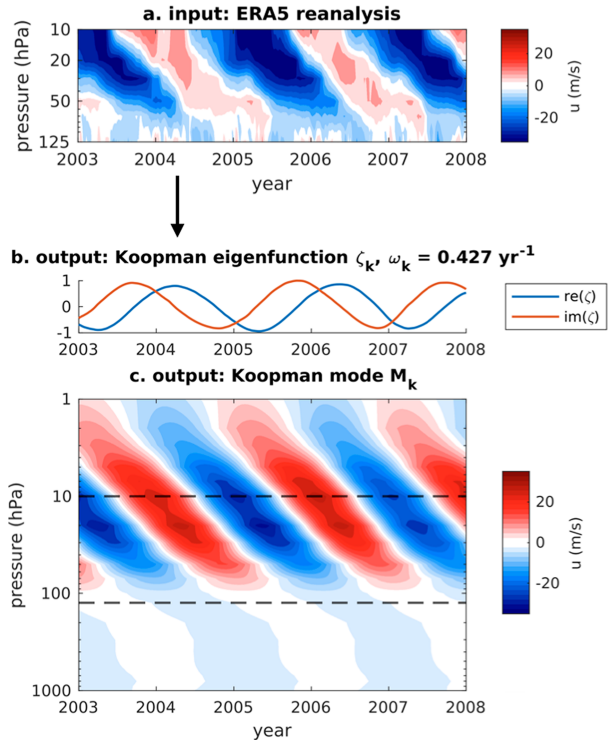 a. input: ERA5 reanalysis
pressure (hPa)
10
20
50
125
2003 2004 2005 2006 2007 2008
year
20
0
-20
u (m/s)
b. output: Koopman eigenfunction ζk, ωk = 0.427 yr-1
1
0
-1
2003 2004 2005 2006 2007 2008
re(ζ)
im(ζ)
c. output: Koopman mode Mk
pressure (hPa)
1
10
100
1000
2003 2004 2005 2006 2007 2008
year
20
0
-20
u (m/s)